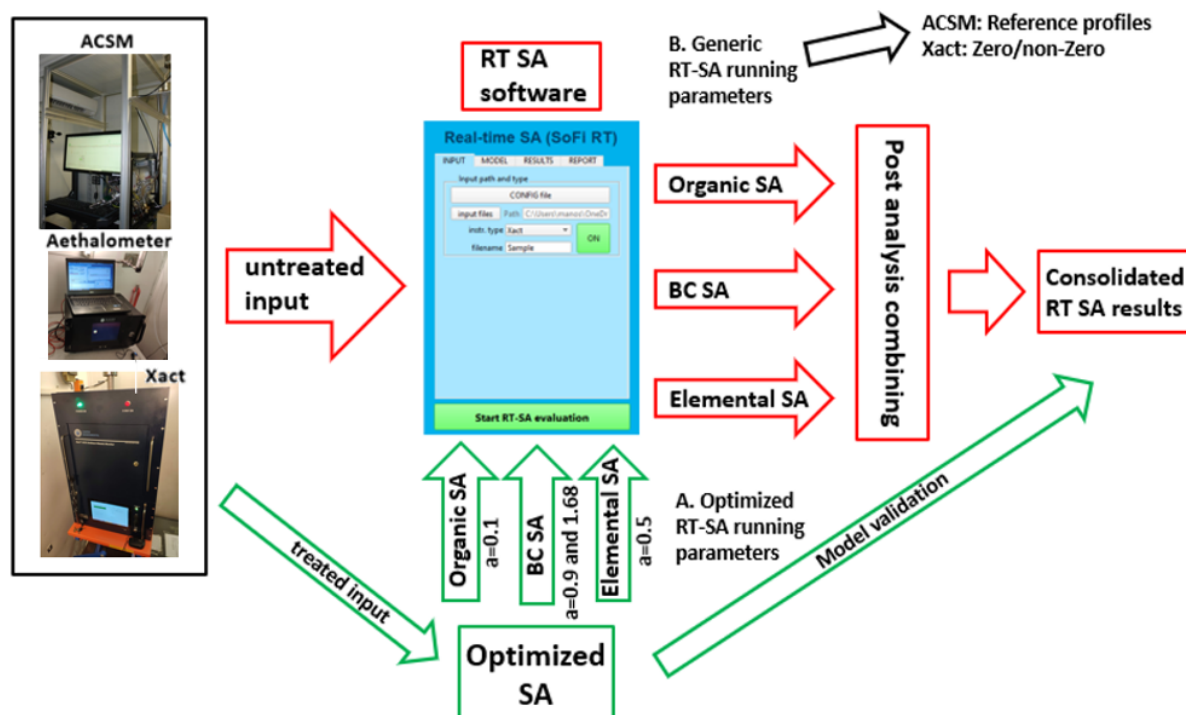 ACSM
Aethalometer
Xact
untreated
input
treated input
RT SA
software
Real-time SA (SoFi RT)
INPUT MODEL RESULTS REPORT
Input path and type
CONFIG file
input files Path C:\Users\manos\OneDr
instr. type Xact
ON
filename Sample
Start RT-SA evaluation
Organic SA
a=0.1
BC SA
a=0.9 and 1.68
Elemental SA
a=0.5
Optimized
SA
B. Generic
RT-SA running
parameters
ACSM: Reference profiles
Xact: Zero/non-Zero
Organic SA
BC SA
Elemental SA
A. Optimized
RT-SA running
parameters
Post analysis combining
Consolidated
RT SA results
Model validation